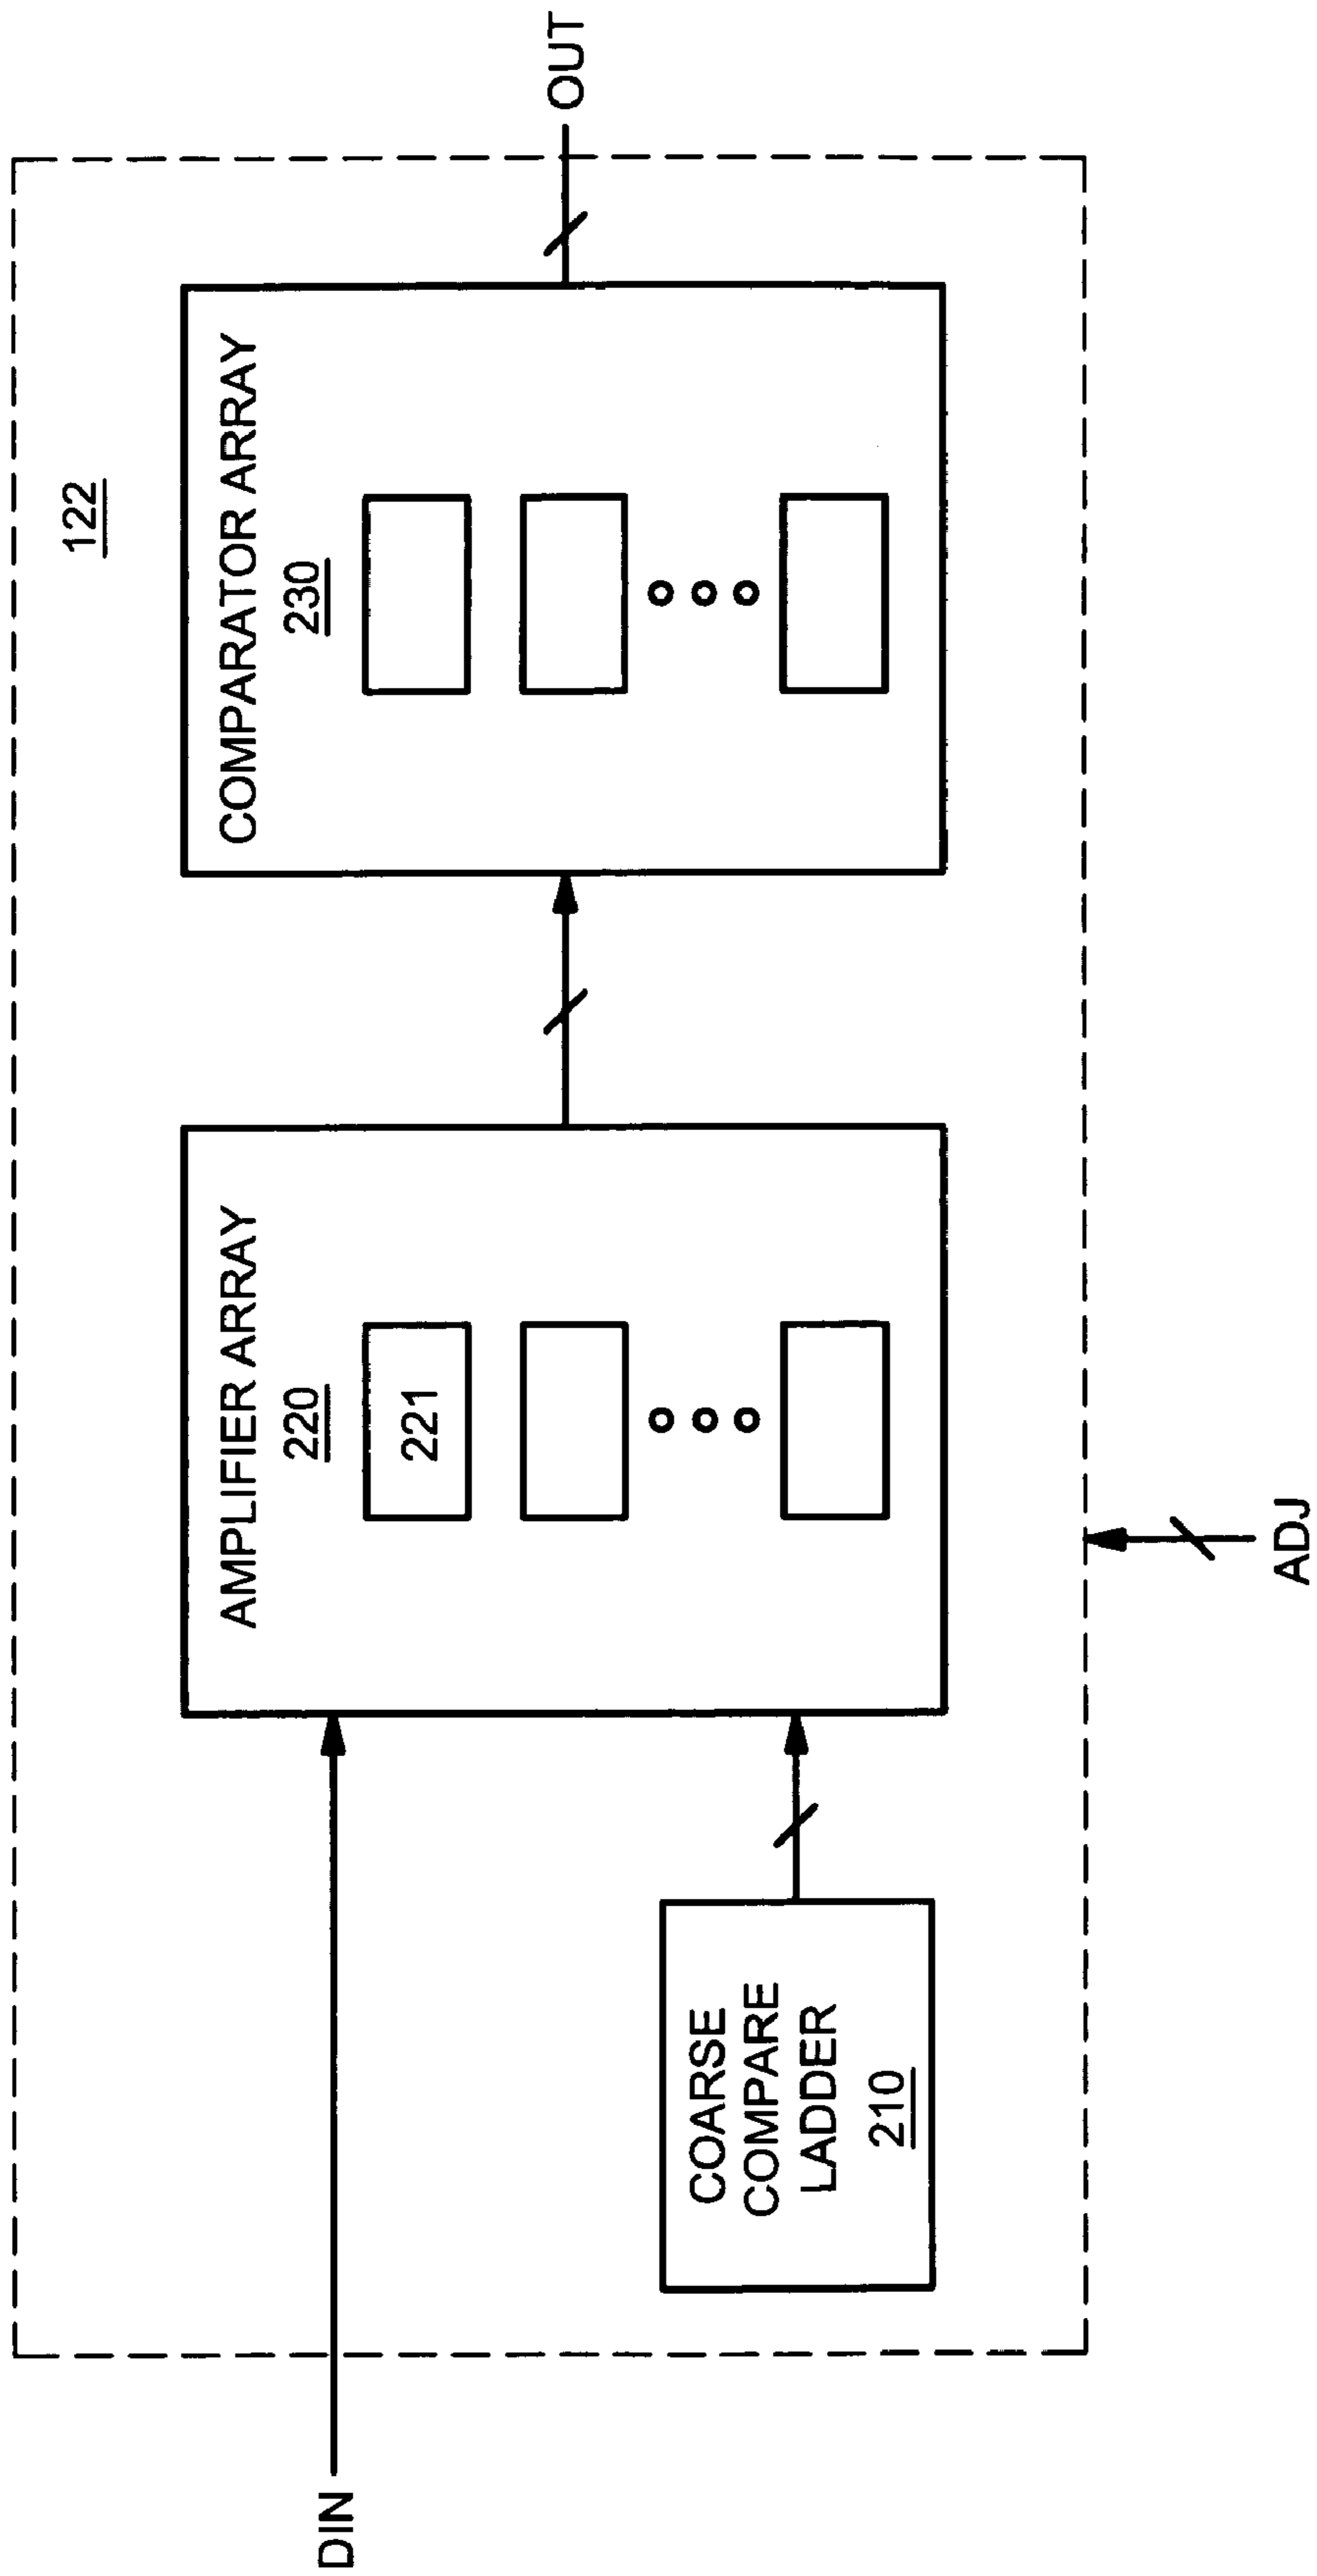 122
DIN
AMPLIFIER ARRAY
220
221
COMPARATOR ARRAY
230
OUT
COARSE
COMPARE
LADDER
210
ADJ